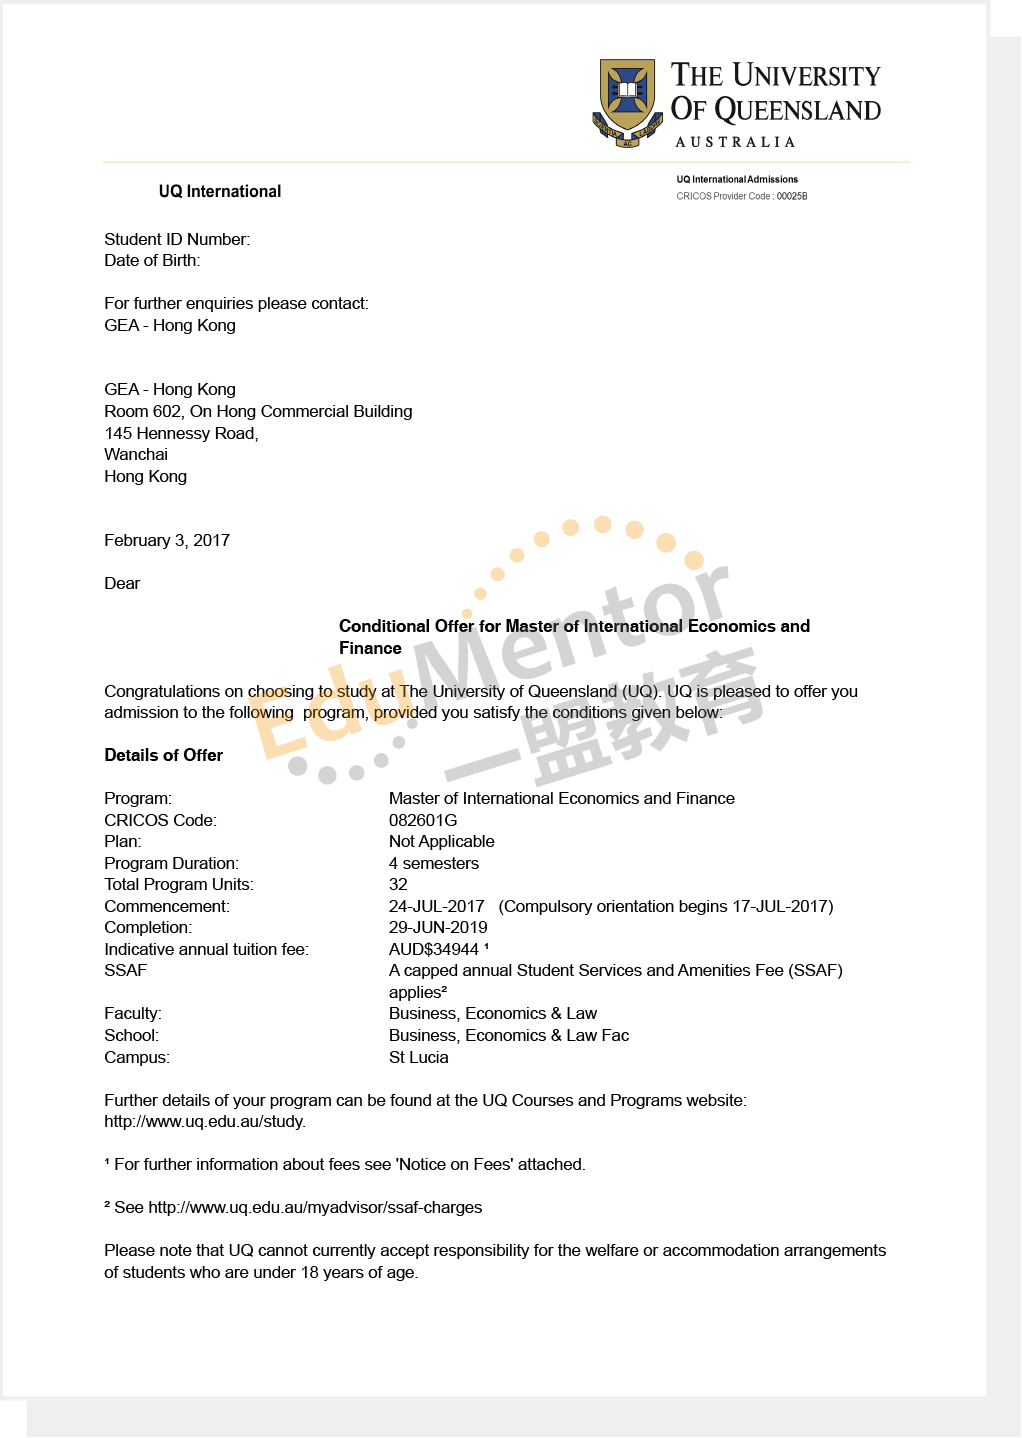 THE UNIVERSITY
OF QUEENSLAND
AUSTRALIA
AC
UQ International
UQ International Admissions
CRICOS Provider Code : 00025B
Student ID Number:
Date of Birth:
For further enquiries please contact:
GEA - Hong Kong
GEA - Hong Kong
Room 602, On Hong Commercial Building
145 Hennessy Road,
Wanchai
Hong Kong
February 3, 2017
Dear
Conditional Offer for Master of International Economics and
Finance
Congratulations on choosing to study at The University of Queensland (UQ). UQ is pleased to offer you
admission to the following  program, provided you satisfy the conditions given below:
EduMentor
一盟教育
Details of Offer
Program: Master of International Economics and Finance
CRICOS Code: 082601G
Plan: Not Applicable
Program Duration: 4 semesters
Total Program Units: 32
Commencement: 24-JUL-2017   (Compulsory orientation begins 17-JUL-2017)
Completion: 29-JUN-2019
Indicative annual tuition fee: AUD$34944 ¹
SSAF A capped annual Student Services and Amenities Fee (SSAF)
applies²
Faculty: Business, Economics & Law
School: Business, Economics & Law Fac
Campus: St Lucia
Further details of your program can be found at the UQ Courses and Programs website:
http://www.uq.edu.au/study.
¹ For further information about fees see 'Notice on Fees' attached.
² See http://www.uq.edu.au/myadvisor/ssaf-charges
Please note that UQ cannot currently accept responsibility for the welfare or accommodation arrangements
of students who are under 18 years of age.